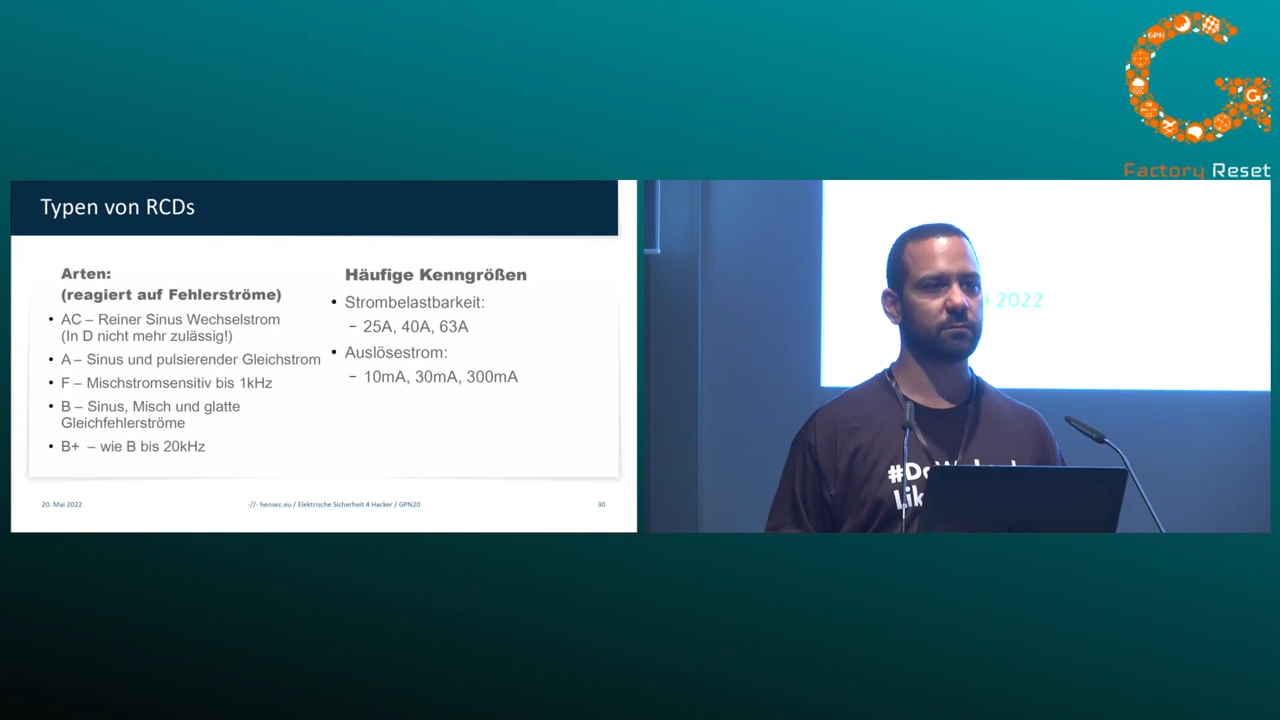 Factory Reset
Typen von RCDs
Arten:
(reagiert auf Fehlerströme)
• AC – Reiner Sinus Wechselstrom
(In D nicht mehr zulässig!)
• A – Sinus und pulsierender Gleichstrom
• F – Mischstromsensitiv bis 1kHz
• B – Sinus, Misch und glatte
Gleichfehlerströme
• B+ – wie B bis 20kHz
Häufige Kenngrößen
• Strombelastbarkeit:
– 25A, 40A, 63A
• Auslösestrom:
– 10mA, 30mA, 300mA
20. Mai 2022
-//- hensec.eu / Elektrische Sicherheit 4 Hacker / GPN20
30
2022